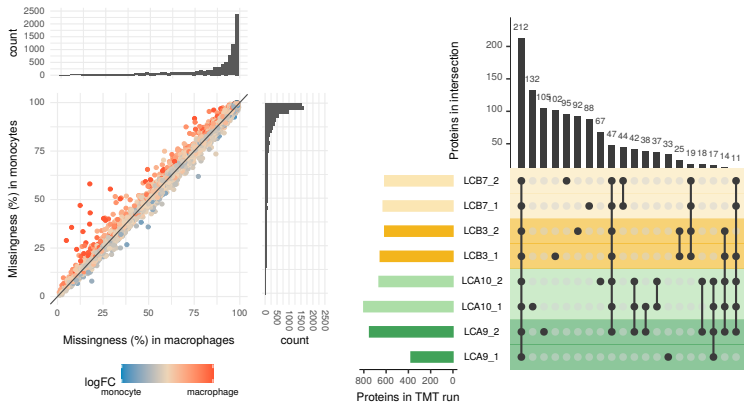 2500
2000
1500
1000
500
0
count
100
75
50
25
0
Missingness (%) in monocytes
0 25 50 75 100
Missingness (%) in macrophages
0 500 1000 1500 2000 2500
count
logFC
monocyte macrophage
Proteins in intersection
200
150
100
50
212 132 105 102 95 92 88 67 47 44 42 38 37 33 25 19 18 17 14 11
LCB7_2
LCB7_1
LCB3_2
LCB3_1
LCA10_2
LCA10_1
LCA9_2
LCA9_1
800 600 400 200 0
Proteins in TMT run